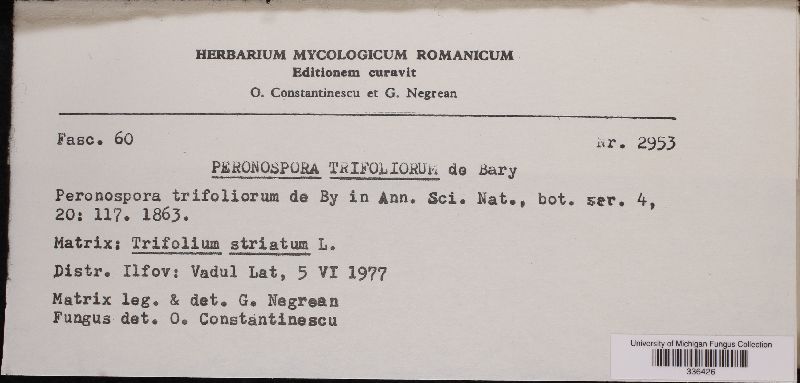 HERBARIUM MYCOLOGICUM ROMANICUM
Editionem curavit
O. Constantinescu et G. Negrean
Fasc. 60
Nr. 2953
PERONOSPORA TRIFOLIORUM de Bary
Peronospora trifoliorum de By in Ann. Sci. Nat., bot. ser. 4,
20: 117. 1863.
Matrix: Trifolium striatum L.
Distr. Ilfov: Vadul Lat, 5 VI 1977
Matrix leg. & det. G. Negrean
Fungus det. O. Constantinescu
University of Michigan Fungus Collection
336426